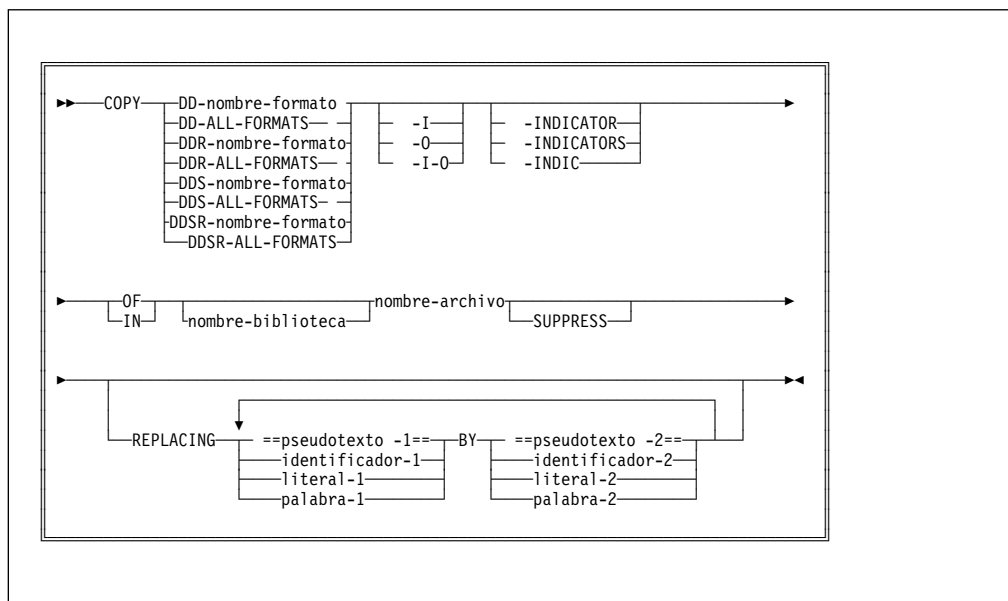 COPY DD-nombre-formato
DD-ALL-FORMATS -I -INDICATOR
DDR-nombre-formato -O -INDICATORS
DDR-ALL-FORMATS -I-O -INDIC
DDS-nombre-formato
DDS-ALL-FORMATS
DDSR-nombre-formato
DDSR-ALL-FORMATS
OF nombre-archivo
IN nombre-biblioteca SUPPRESS
REPLACING ==pseudotexto -1== BY ==pseudotexto -2==
identificador-1 identificador-2
literal-1 literal-2
palabra-1 palabra-2